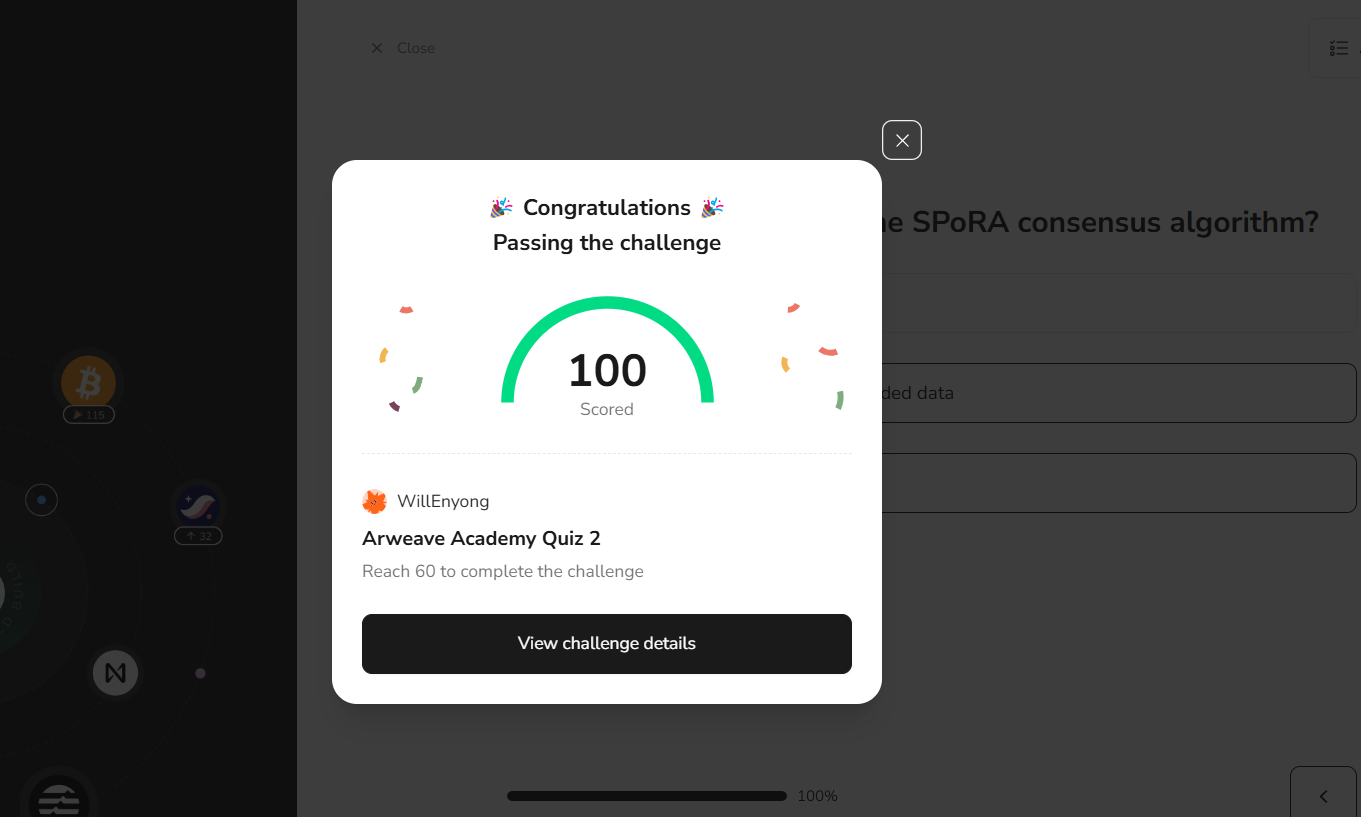 Close
SPoRA consensus algorithm?
Congratulations
Passing the challenge
100
Scored
ded data
115
32
WillEnyong
Arweave Academy Quiz 2
Reach 60 to complete the challenge
View challenge details
100%